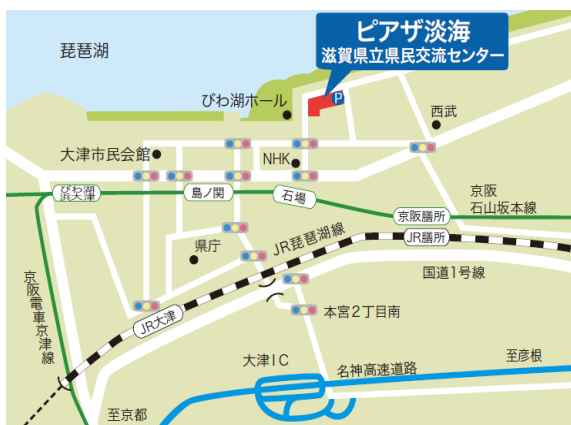 ピアザ淡海
滋賀県立県民交流センター
琵琶湖
P
びわ湖ホール
西武
大津市民会館
NHK
びわ湖
浜大津
島ノ関
石場
京阪膳所
京阪
石山坂本線
県庁
JR琵琶湖線
JR膳所
国道1号線
京阪電車京津線
JR大津
本宮2丁目南
大津IC
名神高速道路
至彦根
至京都